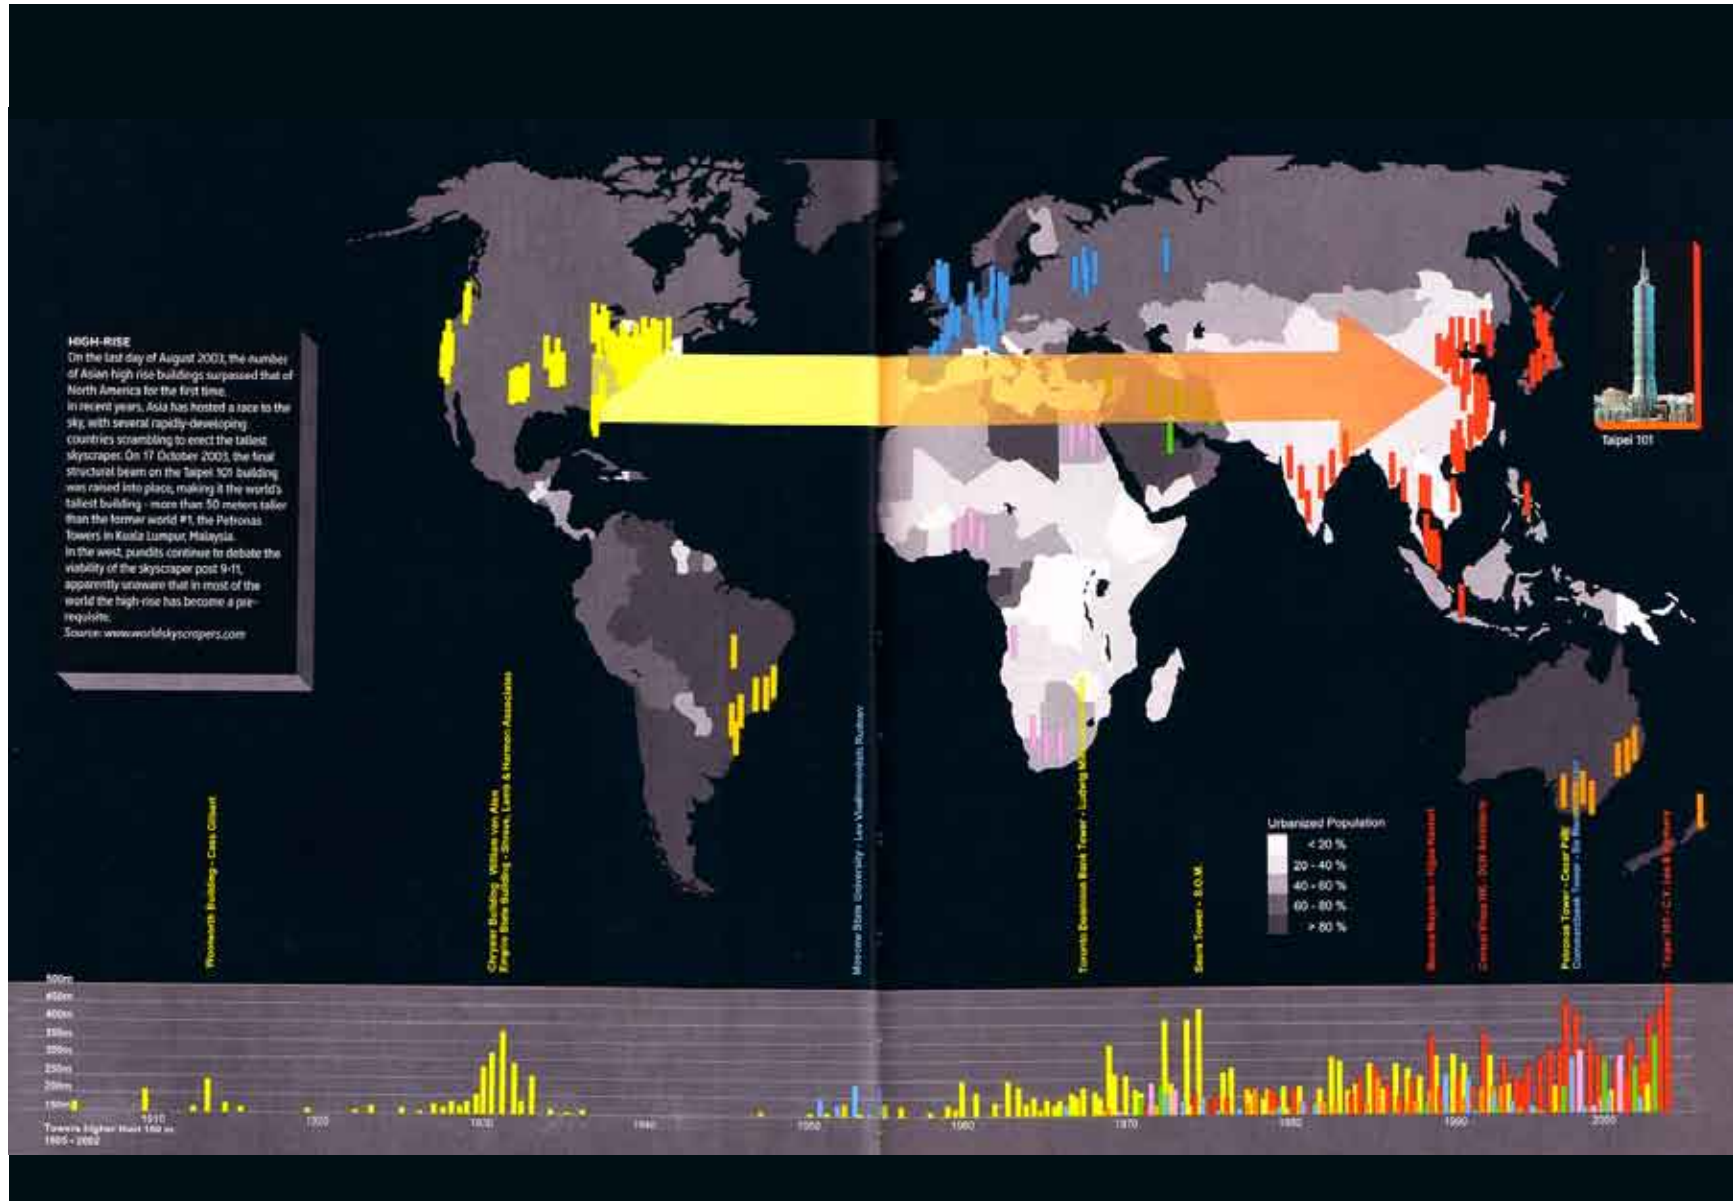 HIGH-RISE
On the last day of August 2003, the number
of Asian high rise buildings surpassed that of
North America for the first time.
In recent years, Asia has hosted a race to the
sky, with several rapidly-developing
countries scrambling to erect the tallest
skyscraper. On 17 October 2003, the final
structural beam on the Taipei 101 building
was raised into place, making it the world's
tallest building - more than 50 meters taller
than the former world #1, the Petronas
Towers in Kuala Lumpur, Malaysia.
In the west, pundits continue to debate the
viability of the skyscraper post 9-11,
apparently unaware that in most of the
world the high-rise has become a pre-
requisite.
Source: www.worldskyscrapers.com
Taipei 101
Urbanized Population
< 20 %
20 - 40 %
40 - 60 %
60 - 80 %
> 80 %
Woolworth Building - Cass Gilbert
Chrysler Building - William Van Alen
Empire State Building - Shreve, Lamb & Harmon Associates
Moscow State University - Lev
Toronto Dominion Bank Tower - Ludwig
Sears Tower - S.O.M.
Petronas Tower - Cesar Pelli
Commerzbank Tower -
Taipei 101 - C.Y. Lee &
500m
450m
400m
350m
300m
250m
200m
150m
1910
1920
1930
1940
1950
1960
1970
1980
1990
2000
Towers higher than 150 m